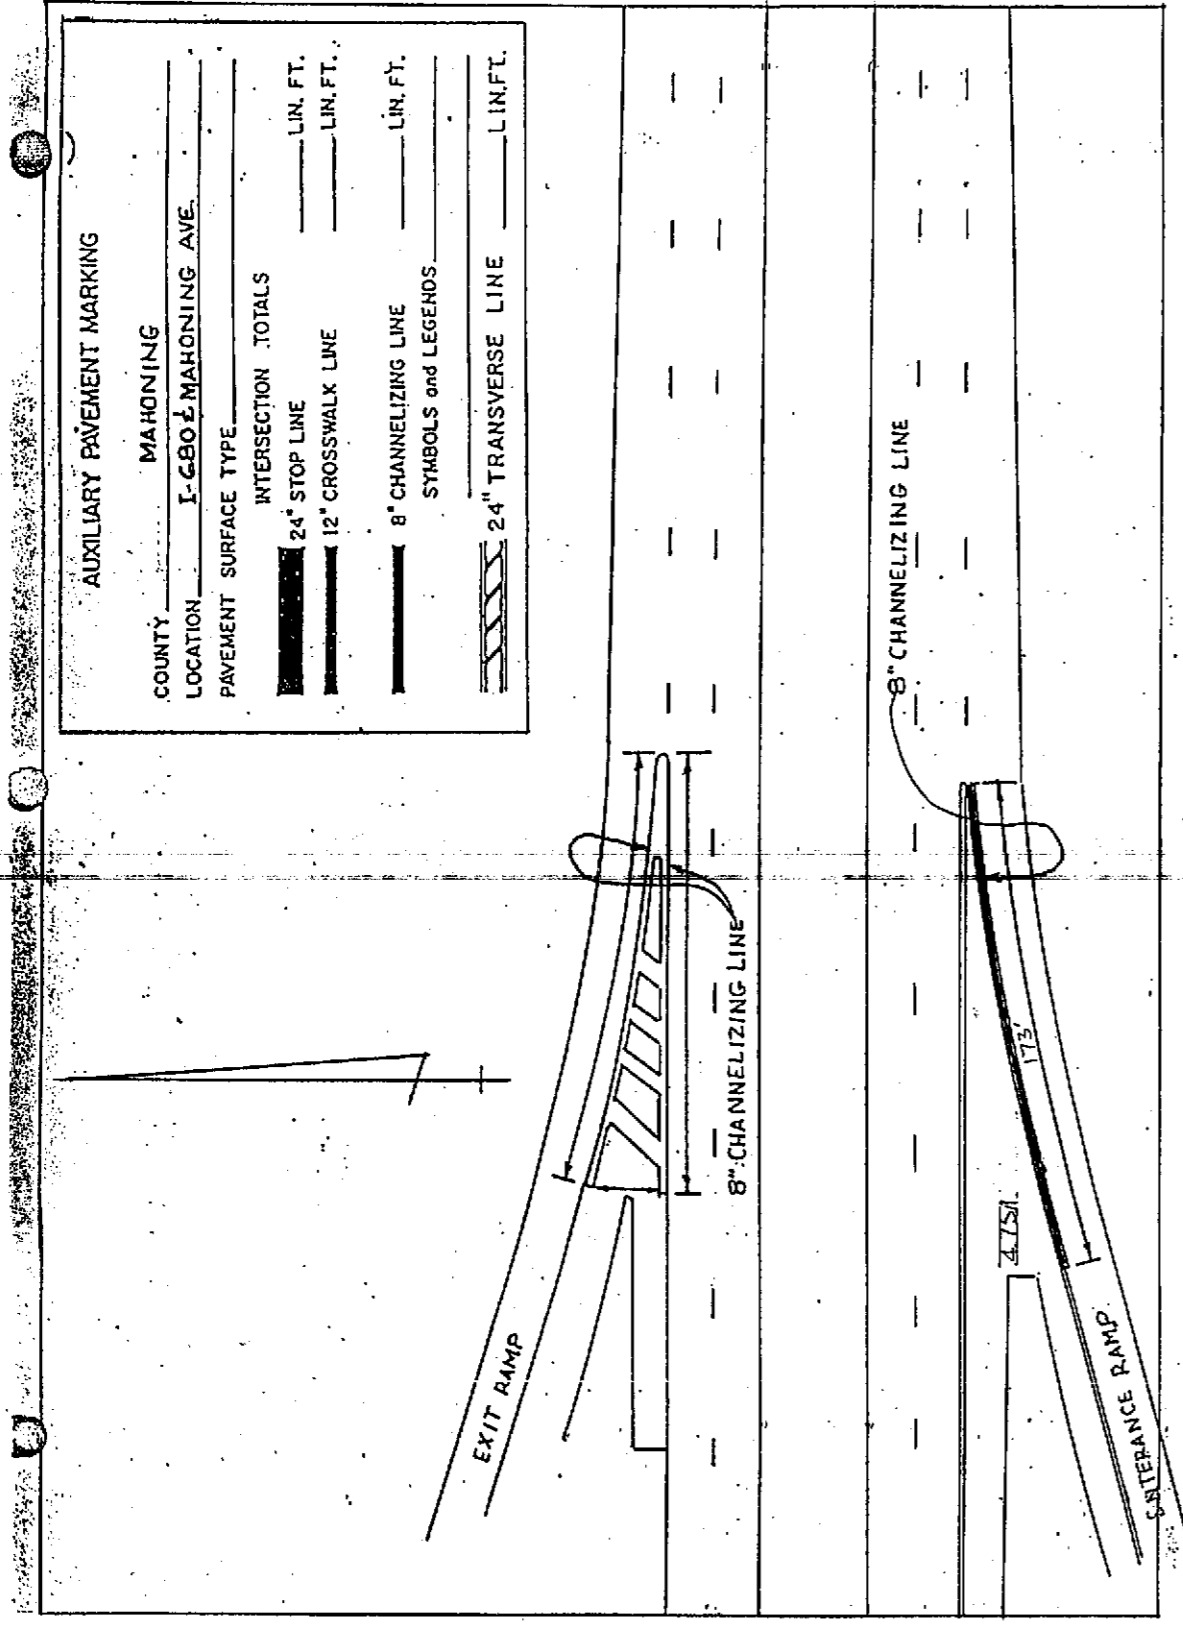 AUXILIARY PAVEMENT MARKING
COUNTY MAHONING
LOCATION I-680 & MAHONING AVE.
PAVEMENT SURFACE TYPE
INTERSECTION TOTALS
24" STOP LINE LIN. FT.
12" CROSSWALK LINE LIN. FT.
8" CHANNELIZING LINE LIN. FT.
SYMBOLS and LEGENDS
24" TRANSVERSE LINE LIN.FT.
EXIT RAMP
8" CHANNELIZING LINE
8" CHANNELIZING LINE
173'
ENTERANCE RAMP